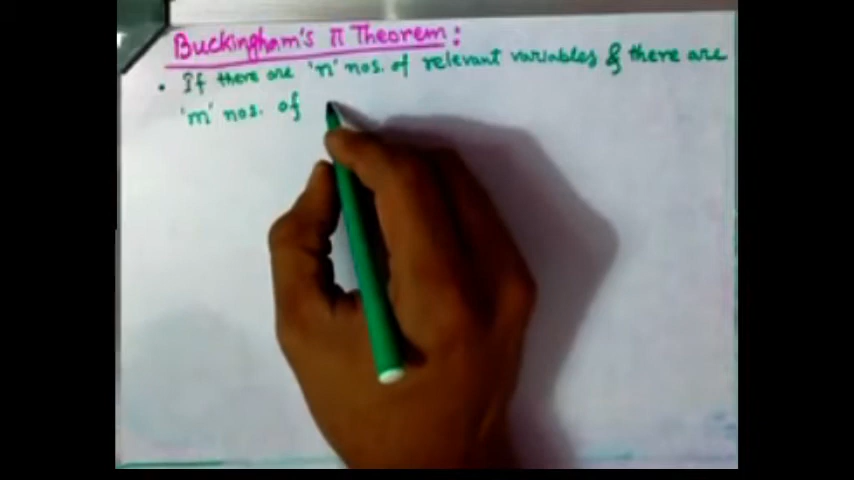 Buckingham's π Theorem :
• If there are 'n' nos. of relevant variables & there are
'm' nos. of